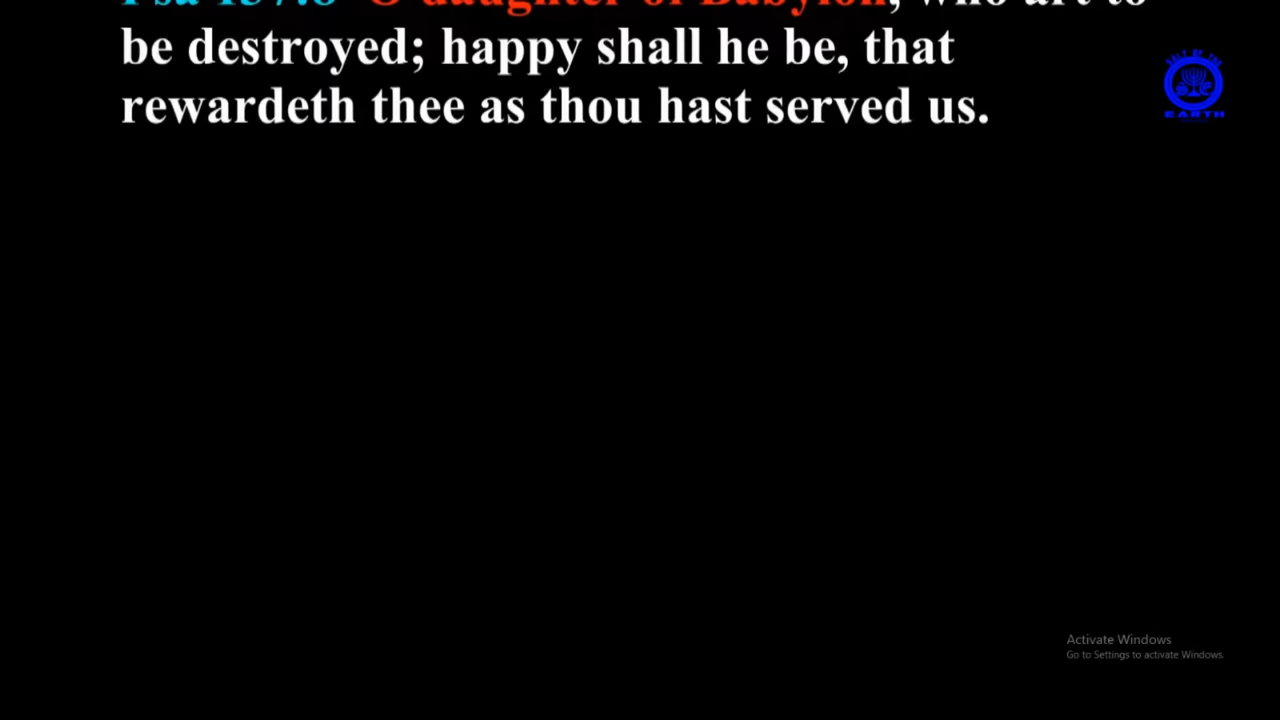 Psa 137:8 O daughter of Babylon, who art to
be destroyed; happy shall he be, that
rewardeth thee as thou hast served us.
EARTH
Activate Windows
Go to Settings to activate Windows.